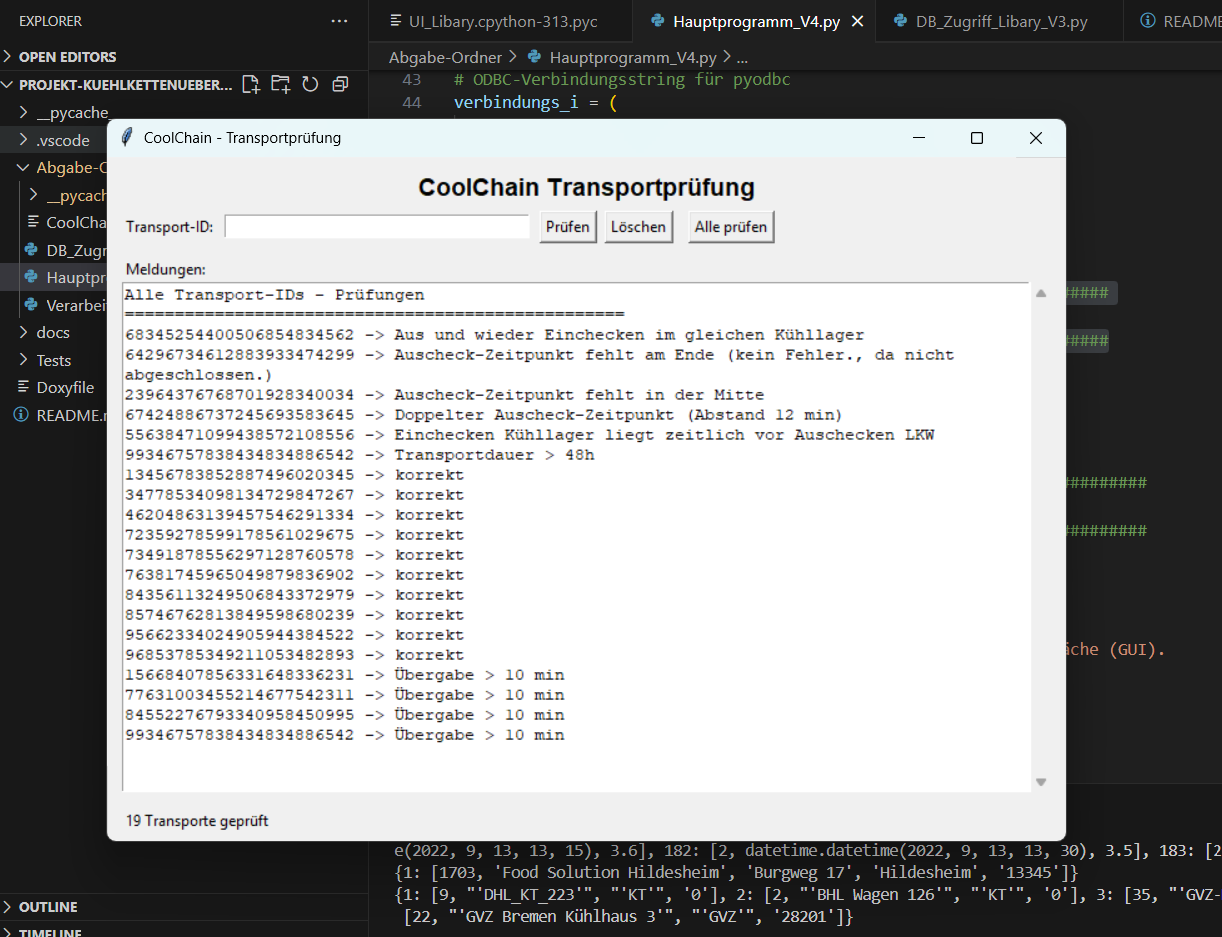 EXPLORER
...
OPEN EDITORS
PROJEKT-KUEHLKETTENUEBER...
__pycache_
.vscode
Abgabe-O
__pycach
CoolCha
DB_Zugr
Hauptpr
Verarbei
docs
Tests
Doxyfile
README.r
OUTLINE
TIMELINE
UI_Libary.cpython-313.pyc
Hauptprogramm_V4.py
DB_Zugriff_Libary_V3.py
README
Abgabe-Ordner > Hauptprogramm_V4.py > ...
43 # ODBC-Verbindungsstring für pyodbc
44 verbindungs_i = (
CoolChain - Transportprüfung
CoolChain Transportprüfung
Transport-ID: Prüfen Löschen Alle prüfen
Meldungen:
Alle Transport-IDs - Prüfungen
==================================================
68345254400506854834562 -> Aus und wieder Einchecken im gleichen Kühllager
64296734612883933474299 -> Auscheck-Zeitpunkt fehlt am Ende (kein Fehler., da nicht
abgeschlossen.)
23964376768701928340034 -> Auscheck-Zeitpunkt fehlt in der Mitte
67424886737245693583645 -> Doppelter Auscheck-Zeitpunkt (Abstand 12 min)
55638471099438572108556 -> Einchecken Kühllager liegt zeitlich vor Auschecken LKW
99346757838434834886542 -> Transportdauer > 48h
13456783852887496020345 -> korrekt
34778534098134729847267 -> korrekt
46204863139457546291334 -> korrekt
72359278599178561029675 -> korrekt
73491878556297128760578 -> korrekt
76381745965049879836902 -> korrekt
84356113249506843372979 -> korrekt
85746762813849598680239 -> korrekt
95662334024905944384522 -> korrekt
96853785349211053482893 -> korrekt
15668407856331648336231 -> Übergabe > 10 min
77631003455214677542311 -> Übergabe > 10 min
84552276793340958450995 -> Übergabe > 10 min
99346757838434834886542 -> Übergabe > 10 min
19 Transporte geprüft
#####
#####
#########
#########
äche (GUI).
e(2022, 9, 13, 13, 15), 3.6], 182: [2, datetime.datetime(2022, 9, 13, 13, 30), 3.5], 183: [2
{1: [1703, 'Food Solution Hildesheim', 'Burgweg 17', 'Hildesheim', '13345']}
{1: [9, "'DHL_KT_223'", "'KT'", '0'], 2: [2, "'BHL Wagen 126'", "'KT'", '0'], 3: [35, "'GVZ-
[22, "'GVZ Bremen Kühlhaus 3'", "'GVZ'", '28201']}